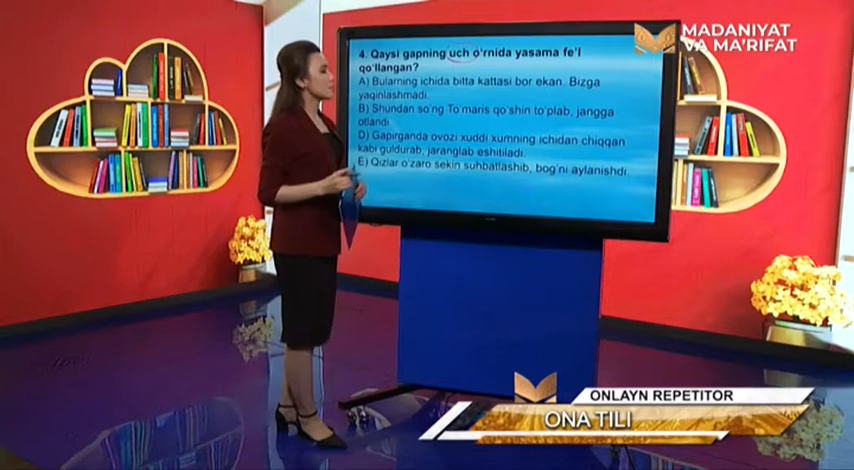 MADANIYAT
VA MA'RIFAT
4. Qaysi gapning uch o'rnida yasama fe'l
qo'llangan?
A) Bularning ichida bitta kattasi bor ekan. Bizga
yaqinlashmadi.
B) Shundan so'ng To'maris qo'shin to'plab, jangga
otlandi.
D) Gapirganda ovozi xuddi xumning ichidan chiqqan
kabi guldurab, jaranglab eshitiladi.
E) Qizlar o'zaro sekin suhbatlashib, bog'ni aylanishdi.
ONLAYN REPETITOR
ONA TILI